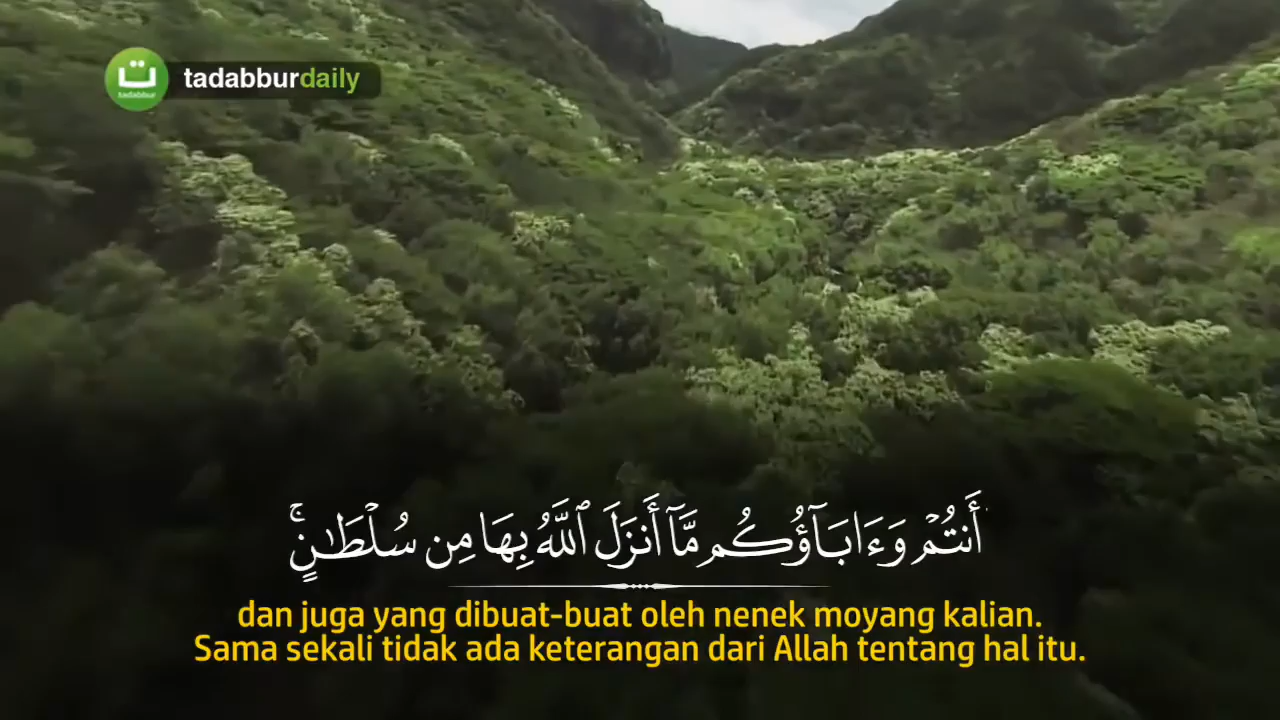 ت
tadabbur
tadabburdaily
أَنتُمۡ وَءَابَآؤُكُم مَّآ أَنزَلَ ٱللَّهُ بِهَا مِن سُلۡطَٰنٍۚ
dan juga yang dibuat-buat oleh nenek moyang kalian.
Sama sekali tidak ada keterangan dari Allah tentang hal itu.